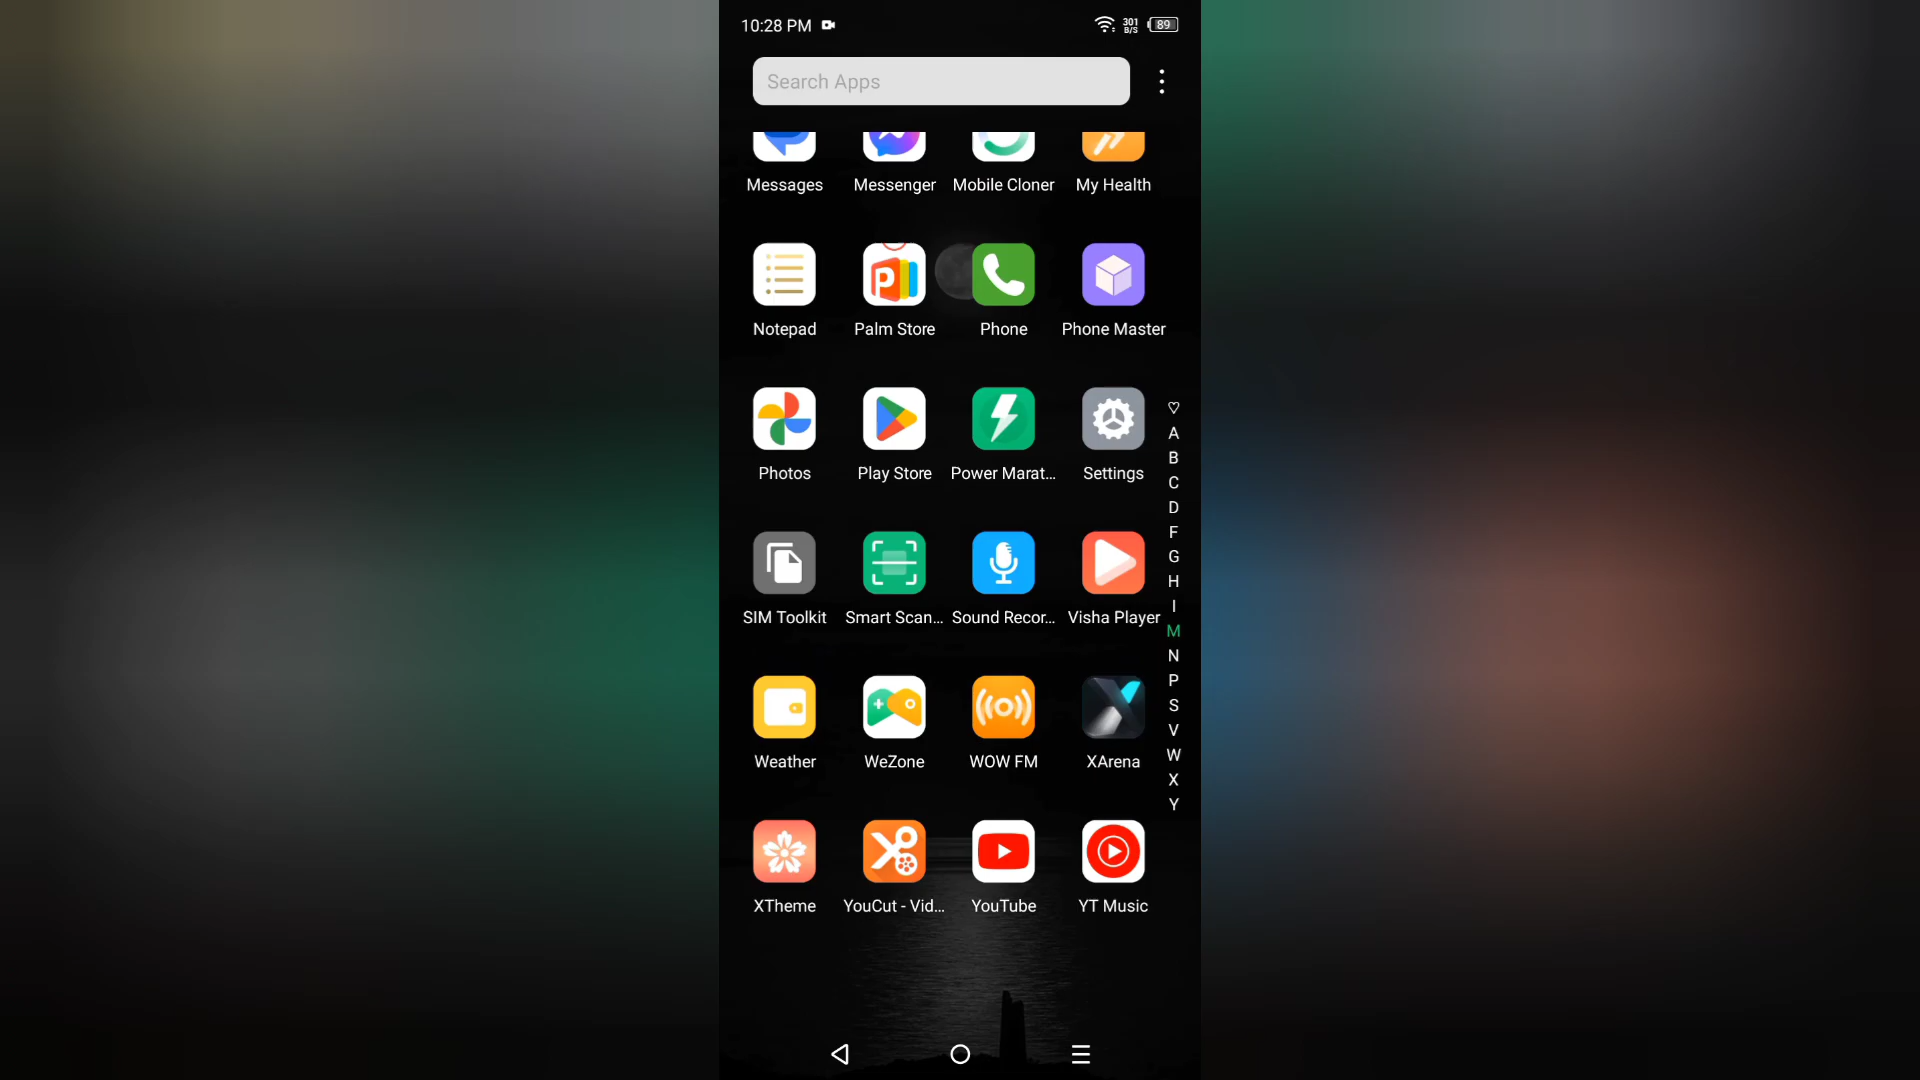 10:28 PM 301 B/S 89
Search Apps
Messages Messenger Mobile Cloner My Health
Notepad Palm Store Phone Phone Master
Photos Play Store Power Marat... Settings
SIM Toolkit Smart Scan... Sound Recor... Visha Player
Weather WeZone WOW FM XArena
XTheme YouCut - Vid... YouTube YT Music
A
B
C
D
F
G
H
I
M
N
P
S
V
W
X
Y